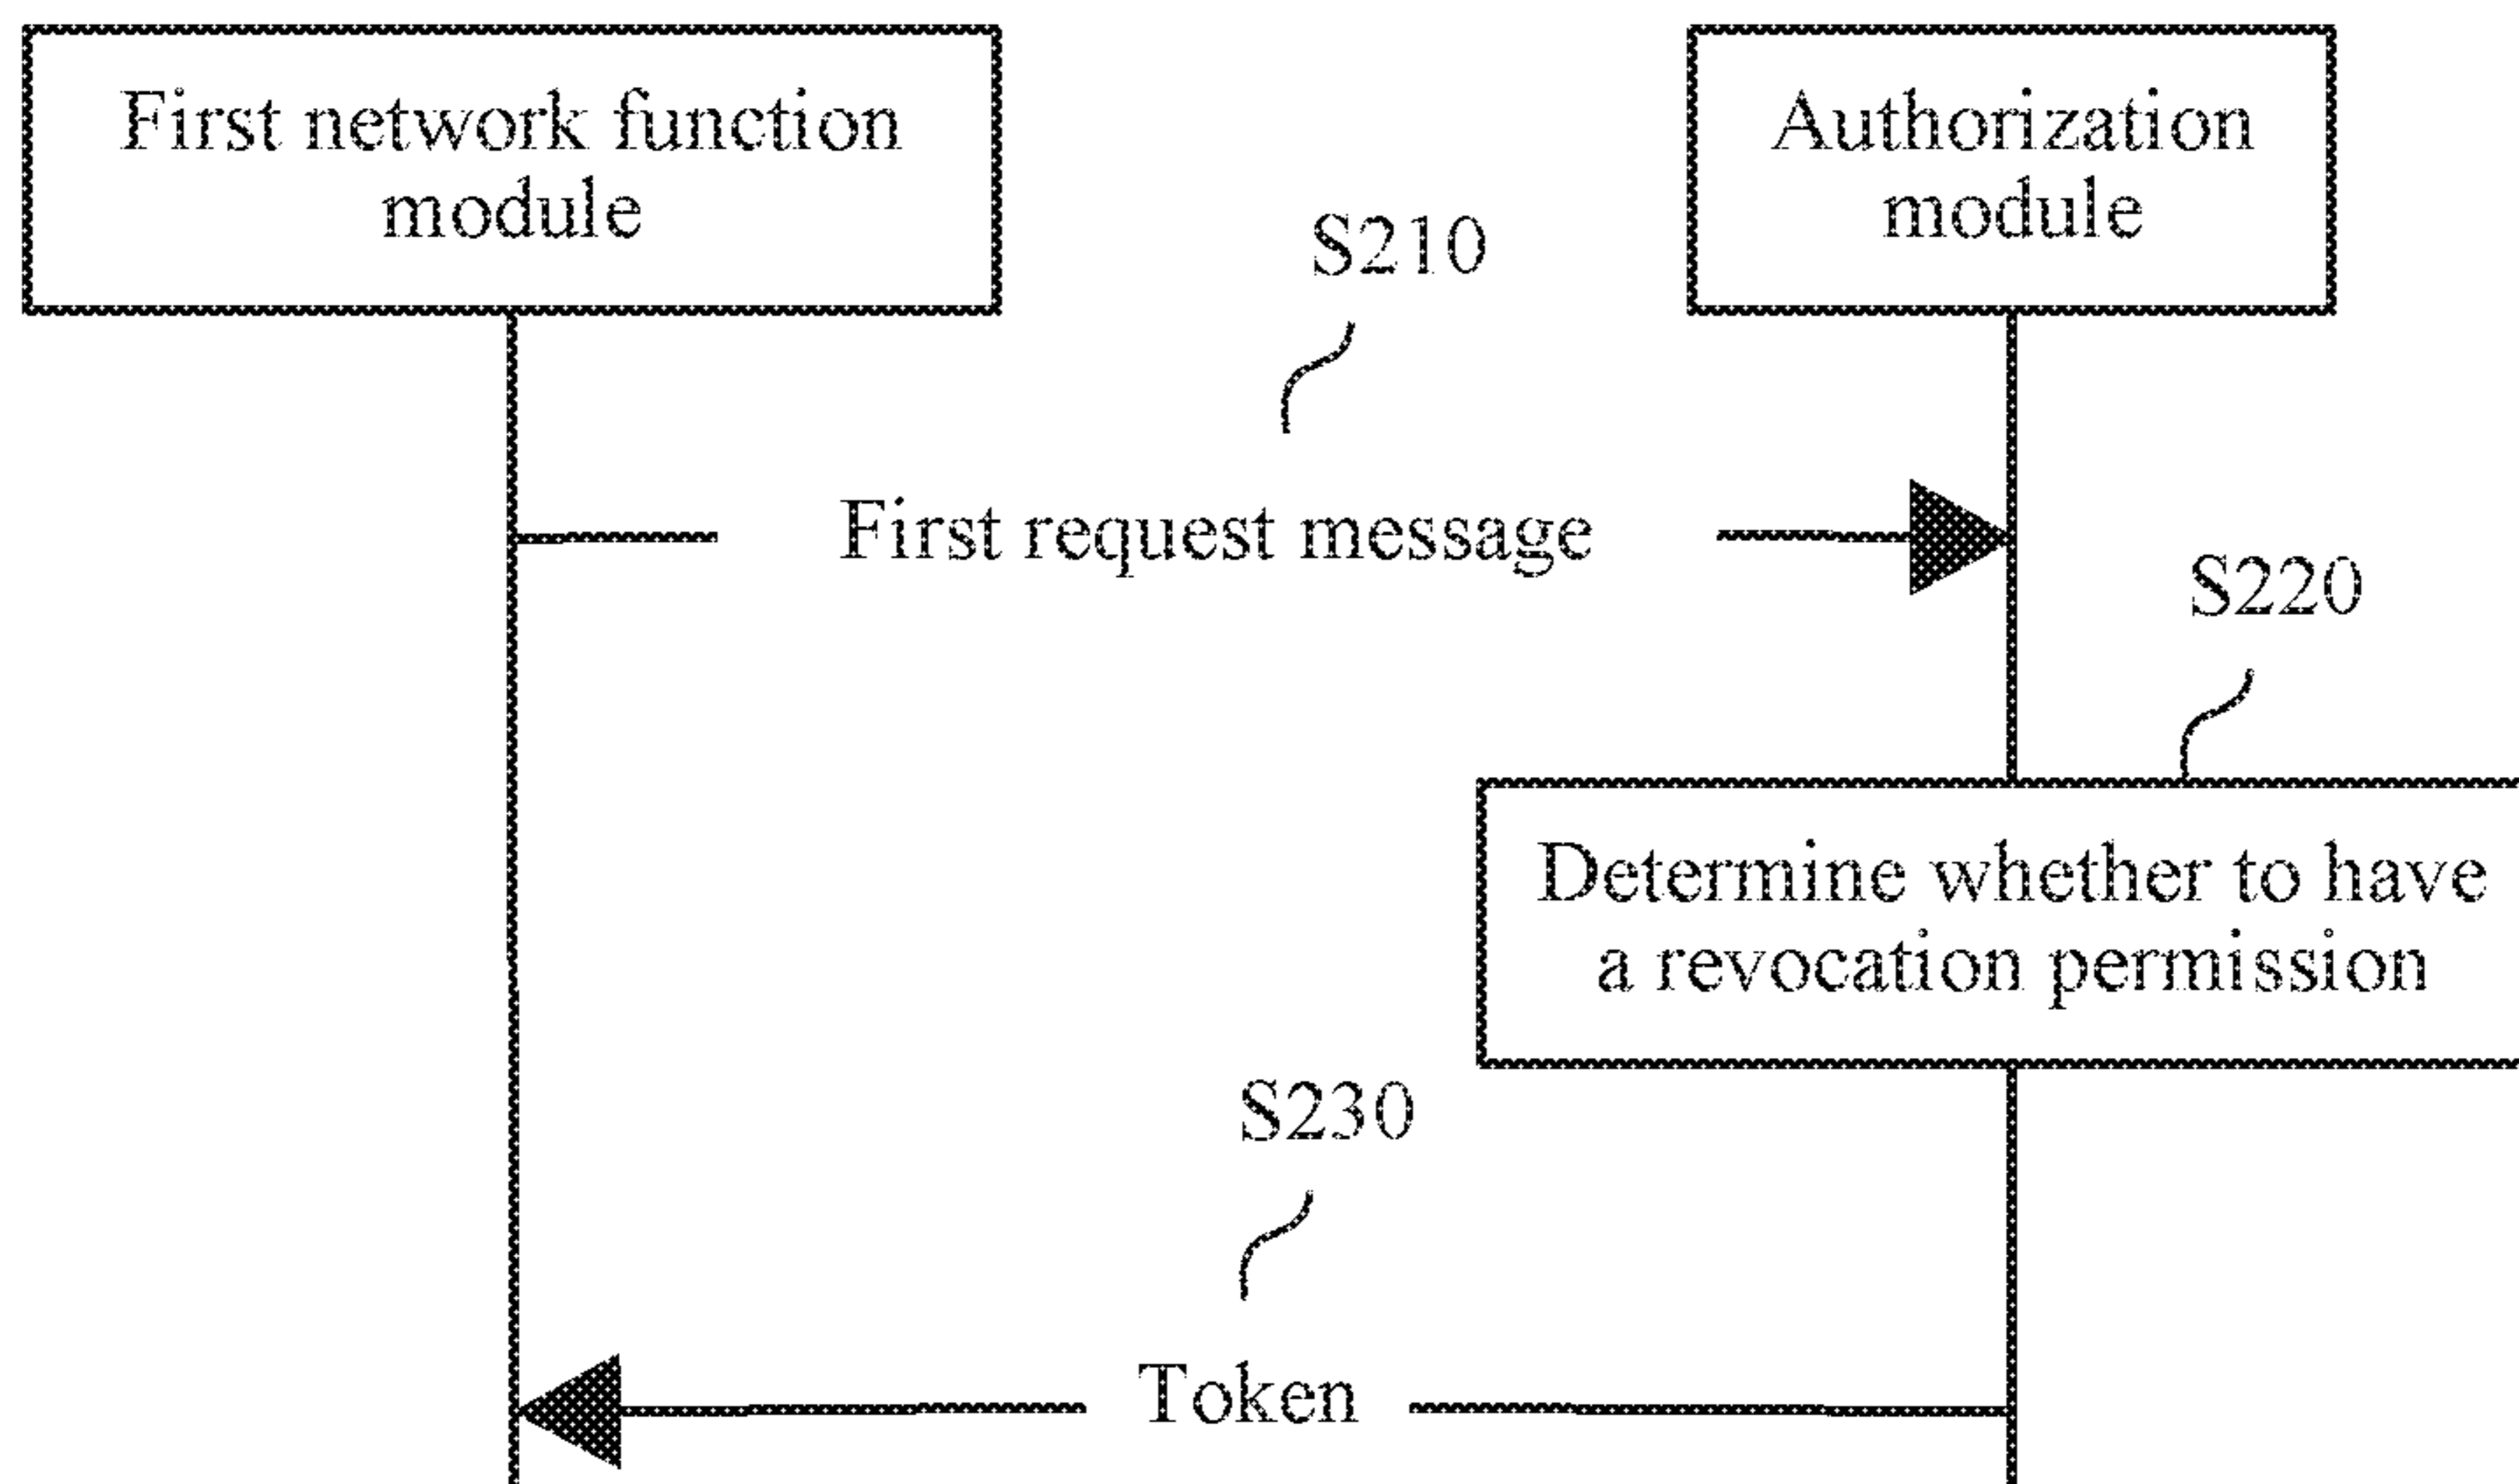 First network function
module
Authorization
module
S210
First request message
S220
Determine whether to have
a revocation permission
S230
Token